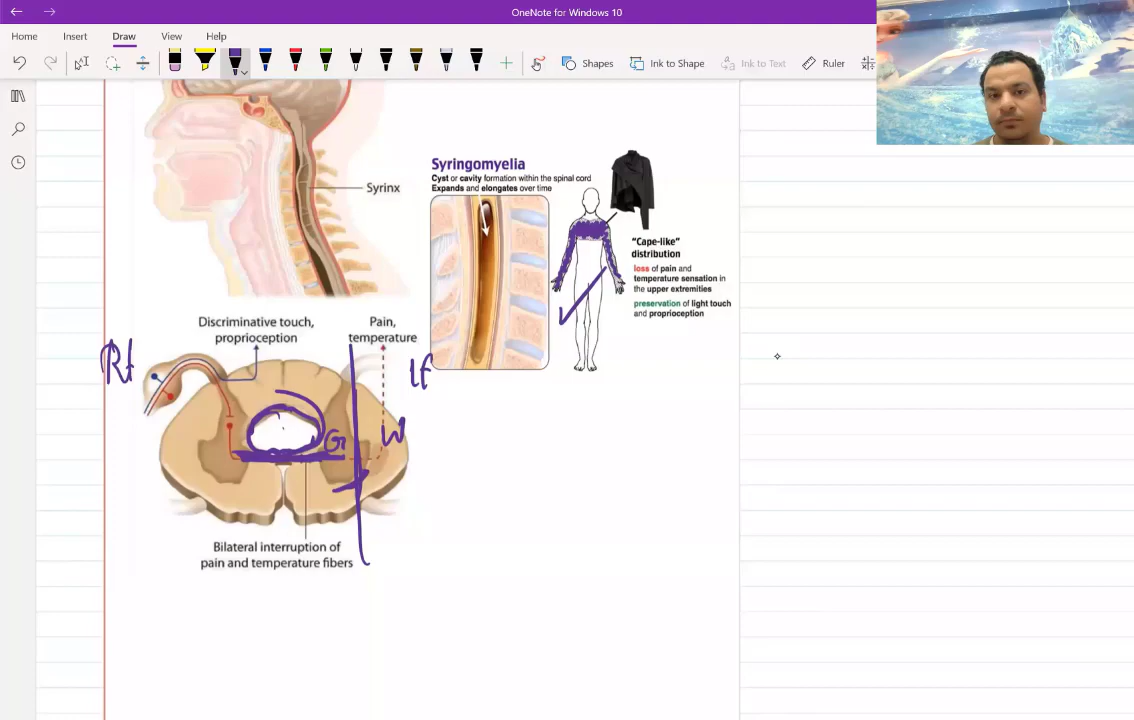 OneNote for Windows 10
Home Insert Draw View Help
Shapes Ink to Shape Ink to Text Ruler
Syrinx
Syringomyelia
Cyst or cavity formation within the spinal cord
Expands and elongates over time
"Cape-like"
distribution
loss of pain and
temperature sensation in
the upper extremities
preservation of light touch
and proprioception
Discriminative touch,
proprioception
Pain,
temperature
Rt
Lf
G
W
Bilateral interruption of
pain and temperature fibers